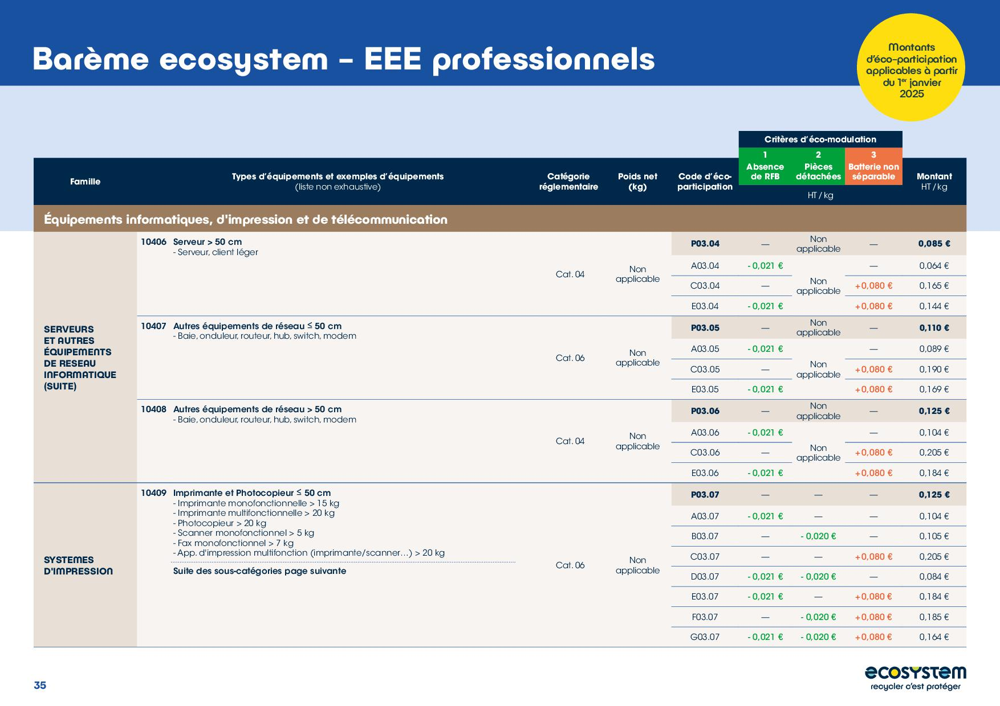 Barème ecosystem – EEE professionnels
Montants
d’éco-participation
applicables à partir
du 1er janvier
2025
Critères d’éco-modulation
Famille
Types d’équipements et exemples d’équipements
(liste non exhaustive)
Catégorie
réglementaire
Poids net
(kg)
Code d’éco-
participation
1
Absence
de RFB
2
Pièces
détachées
3
Batterie non
séparable
HT / kg
Montant
HT / kg
Équipements informatiques, d'impression et de télécommunication
SERVEURS
ET AUTRES
ÉQUIPEMENTS
DE RESEAU
INFORMATIQUE
(SUITE)
10406 Serveur > 50 cm
- Serveur, client léger
Cat. 04
Non
applicable
P03.04 — Non applicable — 0,085 €
A03.04 - 0,021 € — 0,064 €
Non
applicable
C03.04 — +0,080 € 0,165 €
E03.04 - 0,021 € +0,080 € 0,144 €
10407 Autres équipements de réseau ≤ 50 cm
- Baie, onduleur, routeur, hub, switch, modem
Cat. 06
Non
applicable
P03.05 — Non applicable — 0,110 €
A03.05 - 0,021 € — 0,089 €
Non
applicable
C03.05 — +0,080 € 0,190 €
E03.05 - 0,021 € +0,080 € 0,169 €
10408 Autres équipements de réseau > 50 cm
- Baie, onduleur, routeur, hub, switch, modem
Cat. 04
Non
applicable
P03.06 — Non applicable — 0,125 €
A03.06 - 0,021 € — 0,104 €
Non
applicable
C03.06 — +0,080 € 0,205 €
E03.06 - 0,021 € +0,080 € 0,184 €
SYSTEMES
D'IMPRESSION
10409 Imprimante et Photocopieur ≤ 50 cm
- Imprimante monofonctionnelle > 15 kg
- Imprimante multifonctionnelle > 20 kg
- Photocopieur > 20 kg
- Scanner monofonctionnel > 5 kg
- Fax monofonctionnel > 7 kg
- App. d'impression multifonction (imprimante/scanner...) > 20 kg
Suite des sous-catégories page suivante
Cat. 06
Non
applicable
P03.07 — — — 0,125 €
A03.07 - 0,021 € — — 0,104 €
B03.07 — - 0,020 € — 0,105 €
C03.07 — — +0,080 € 0,205 €
D03.07 - 0,021 € - 0,020 € — 0,084 €
E03.07 - 0,021 € — +0,080 € 0,184 €
F03.07 — - 0,020 € +0,080 € 0,185 €
G03.07 - 0,021 € - 0,020 € +0,080 € 0,164 €
35
ecosystem
recycler c’est protéger